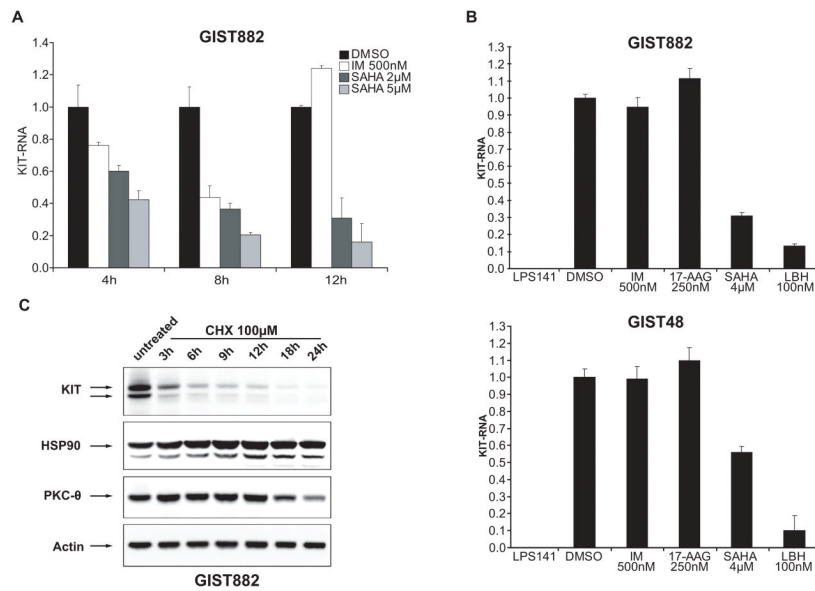 A
GIST882
1.4
1.2
1.0
0.8
0.6
0.4
0.2
0.0
KIT-RNA
DMSO
IM 500nM
SAHA 2µM
SAHA 5µM
4h
8h
12h
B
GIST882
1.3
1.2
1.1
1.0
0.9
0.8
0.7
0.6
0.5
0.4
0.3
0.2
0.1
0.0
KIT-RNA
LPS141 DMSO IM 17-AAG SAHA LBH
500nM 250nM 4µM 100nM
C
CHX 100µM
untreated 3h 6h 9h 12h 18h 24h
KIT
HSP90
PKC-θ
Actin
GIST882
GIST48
1.3
1.2
1.1
1.0
0.9
0.8
0.7
0.6
0.5
0.4
0.3
0.2
0.1
0.0
KIT-RNA
LPS141 DMSO IM 17-AAG SAHA LBH
500nM 250nM 4µM 100nM